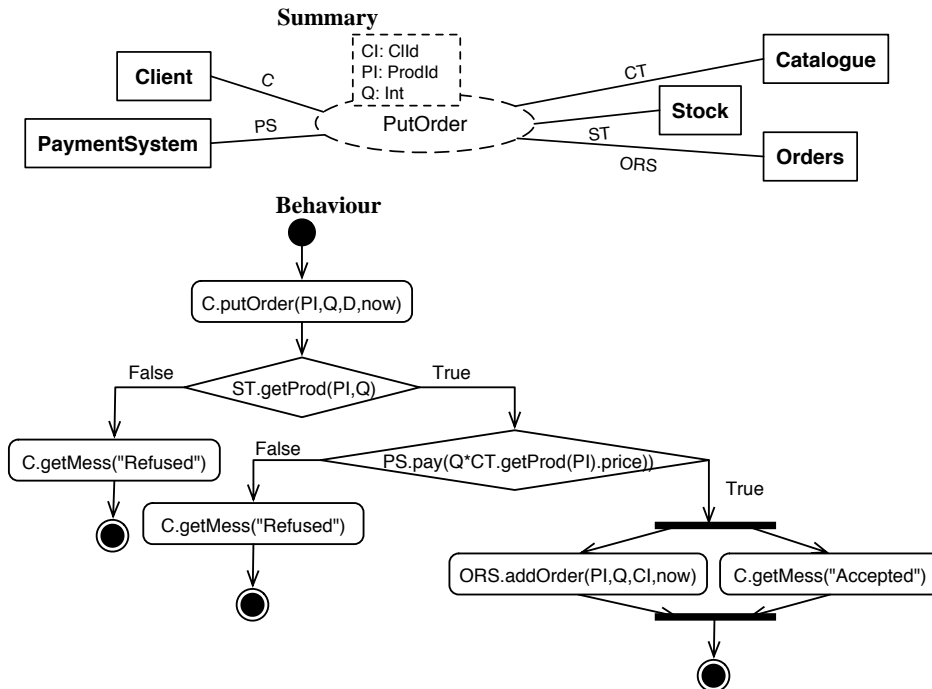 Summary
CI: ClId
PI: ProdId
Q: Int
Client
C
PaymentSystem
PS
PutOrder
CT
Catalogue
Stock
ST
ORS
Orders
Behaviour
C.putOrder(PI,Q,D,now)
False
ST.getProd(PI,Q)
True
C.getMess("Refused")
False
PS.pay(Q*CT.getProd(PI).price))
True
C.getMess("Refused")
ORS.addOrder(PI,Q,CI,now)
C.getMess("Accepted")